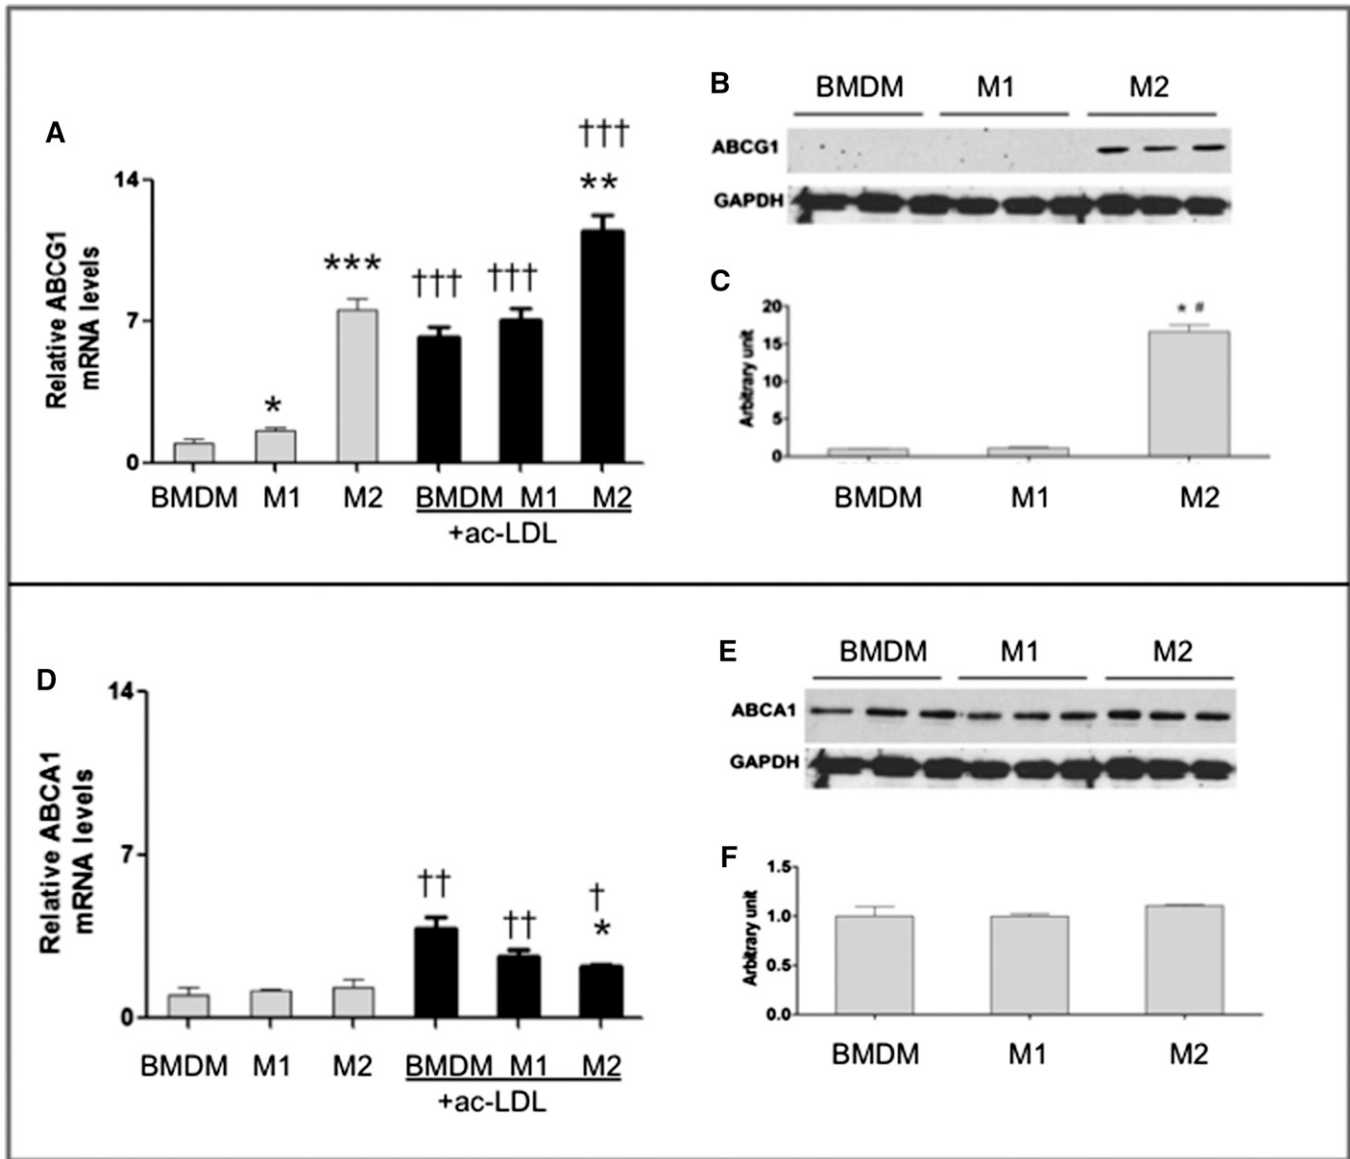 A
Relative ABCG1
mRNA levels
14
7
0
*
***
†††
†††
†††
**
BMDM M1 M2 BMDM M1 M2
+ac-LDL
B
BMDM M1 M2
ABCG1
GAPDH
C
Arbitrary unit
20
15
10
5
0
* #
BMDM M1 M2
D
Relative ABCA1
mRNA levels
14
7
0
††
††
†
*
BMDM M1 M2 BMDM M1 M2
+ac-LDL
E
BMDM M1 M2
ABCA1
GAPDH
F
Arbitrary unit
1.5
1.0
0.5
0.0
BMDM M1 M2